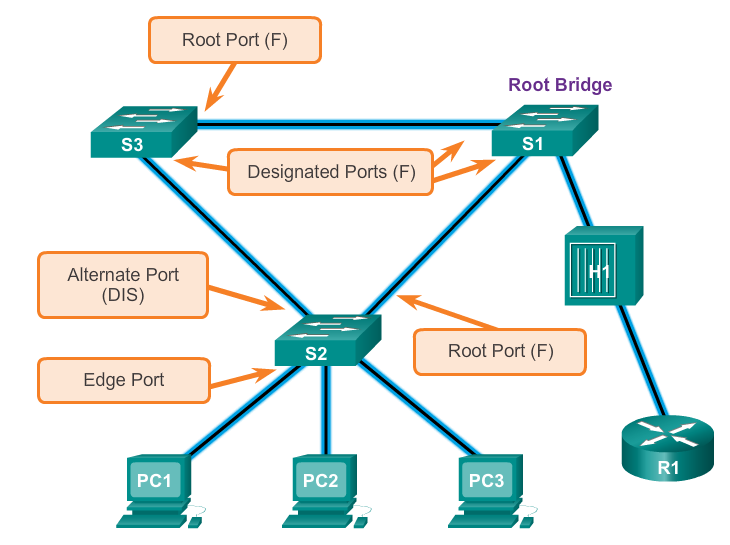 Root Port (F)
Root Bridge
S3
S1
Designated Ports (F)
H1
Alternate Port
(DIS)
S2
Root Port (F)
Edge Port
PC1
PC2
PC3
R1